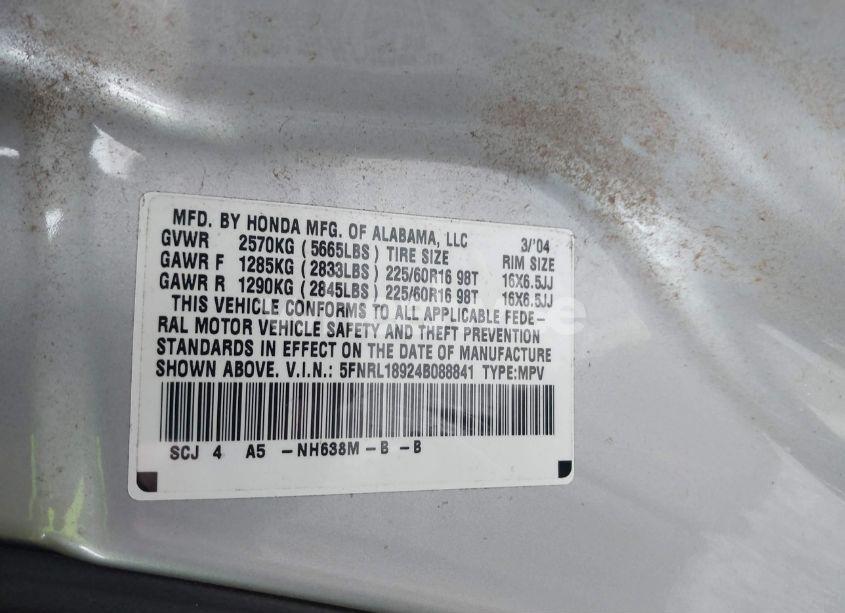 MFD. BY HONDA MFG. OF ALABAMA, LLC 3/'04
GVWR 2570KG ( 5665LBS ) TIRE SIZE RIM SIZE
GAWR F 1285KG ( 2833LBS ) 225/60R16 98T 16X6.5JJ
GAWR R 1290KG ( 2845LBS ) 225/60R16 98T 16X6.5JJ
THIS VEHICLE CONFORMS TO ALL APPLICABLE FEDE-
RAL MOTOR VEHICLE SAFETY AND THEFT PREVENTION
STANDARDS IN EFFECT ON THE DATE OF MANUFACTURE
SHOWN ABOVE. V.I.N.: 5FNRL18924B088841 TYPE:MPV
SCJ 4 A5 -NH638M -B -B